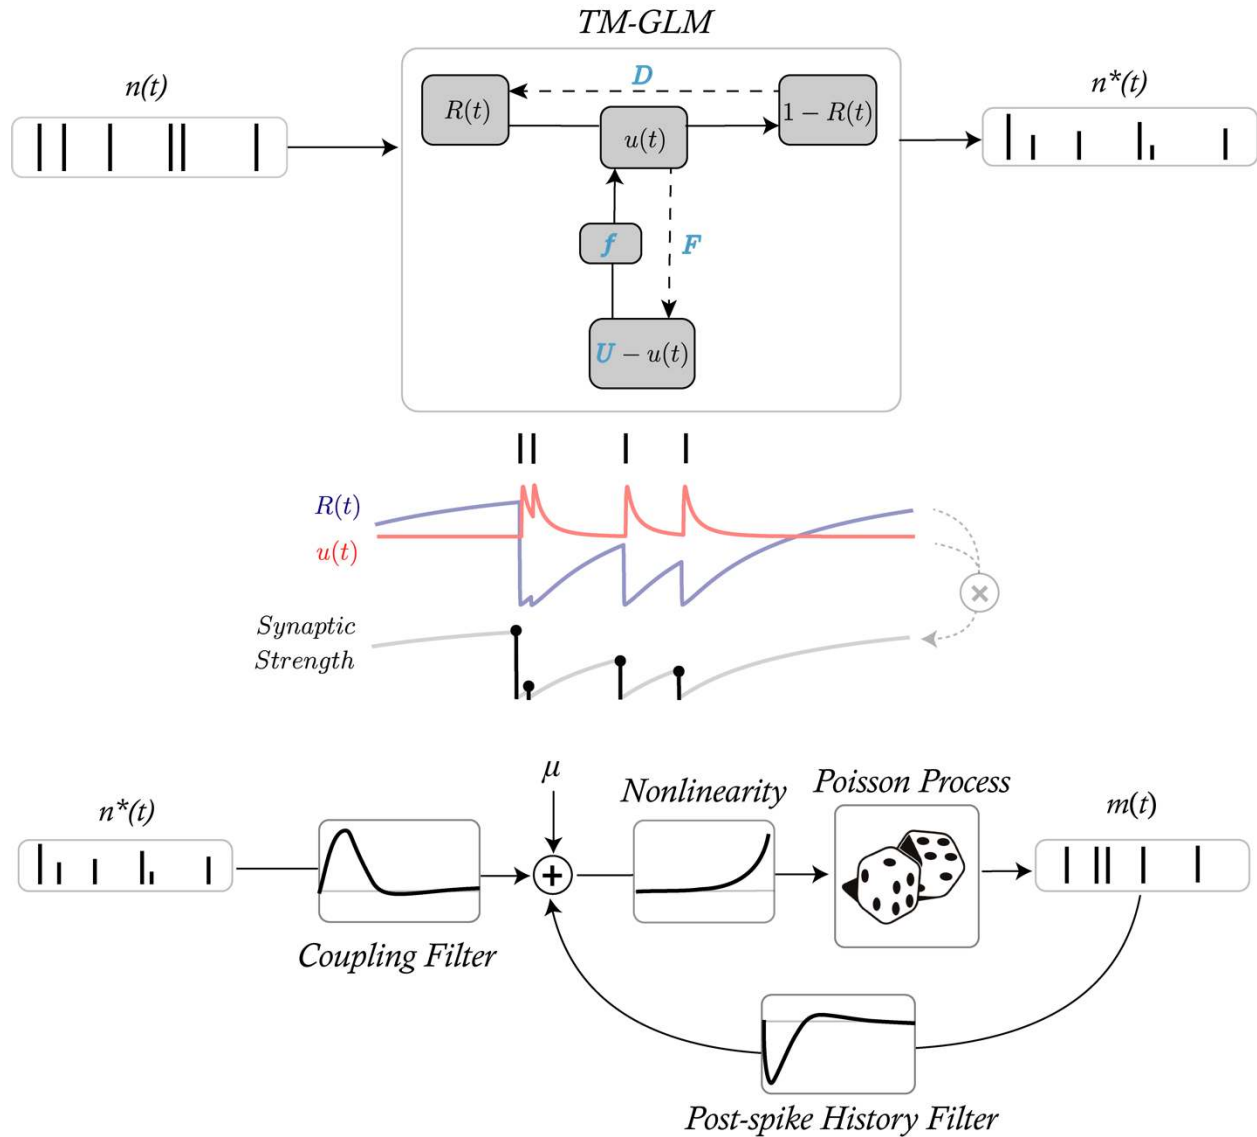 TM-GLM
n(t)
n*(t)
D
R(t)
u(t)
1 − R(t)
f
F
U − u(t)
R(t)
u(t)
Synaptic
Strength
×
n*(t)
μ
Nonlinearity
Poisson Process
m(t)
+
Coupling Filter
Post-spike History Filter